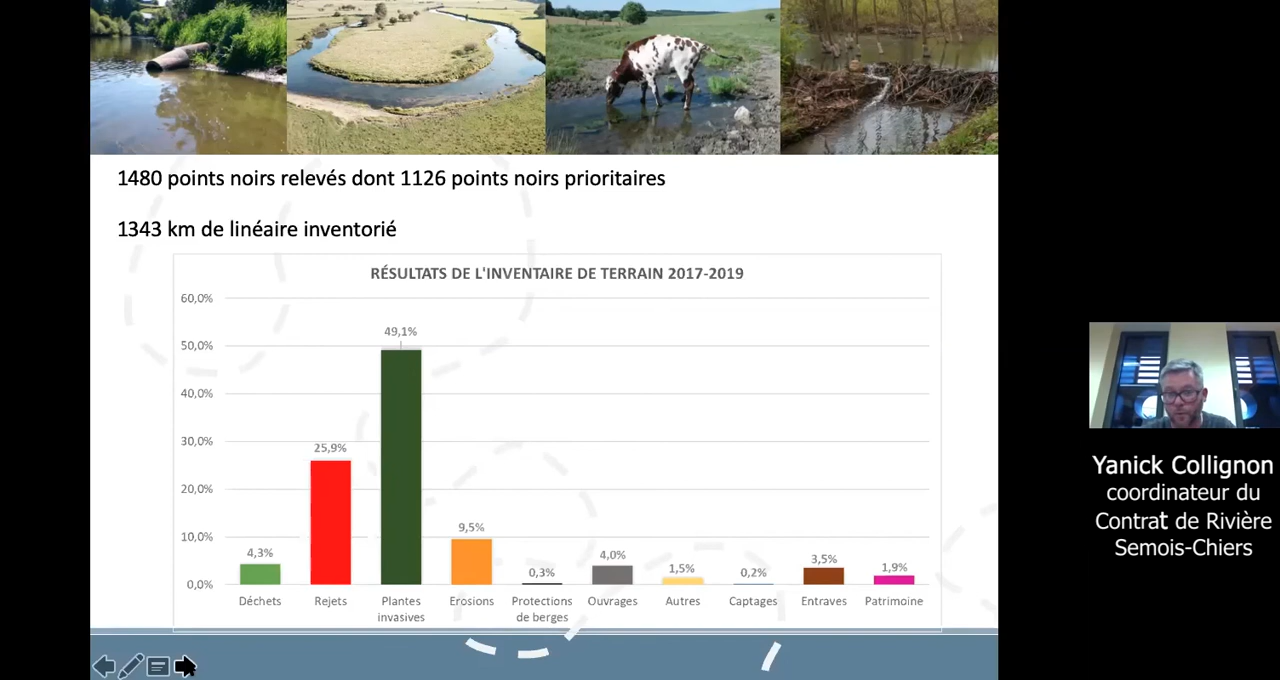 1480 points noirs relevés dont 1126 points noirs prioritaires
1343 km de linéaire inventorié
RÉSULTATS DE L'INVENTAIRE DE TERRAIN 2017-2019
60,0%
50,0%
40,0%
30,0%
20,0%
10,0%
0,0%
4,3%
25,9%
49,1%
9,5%
0,3%
4,0%
1,5%
0,2%
3,5%
1,9%
Déchets
Rejets
Plantes
invasives
Erosions
Protections
de berges
Ouvrages
Autres
Captages
Entraves
Patrimoine
Yanick Collignon
coordinateur du
Contrat de Rivière
Semois-Chiers